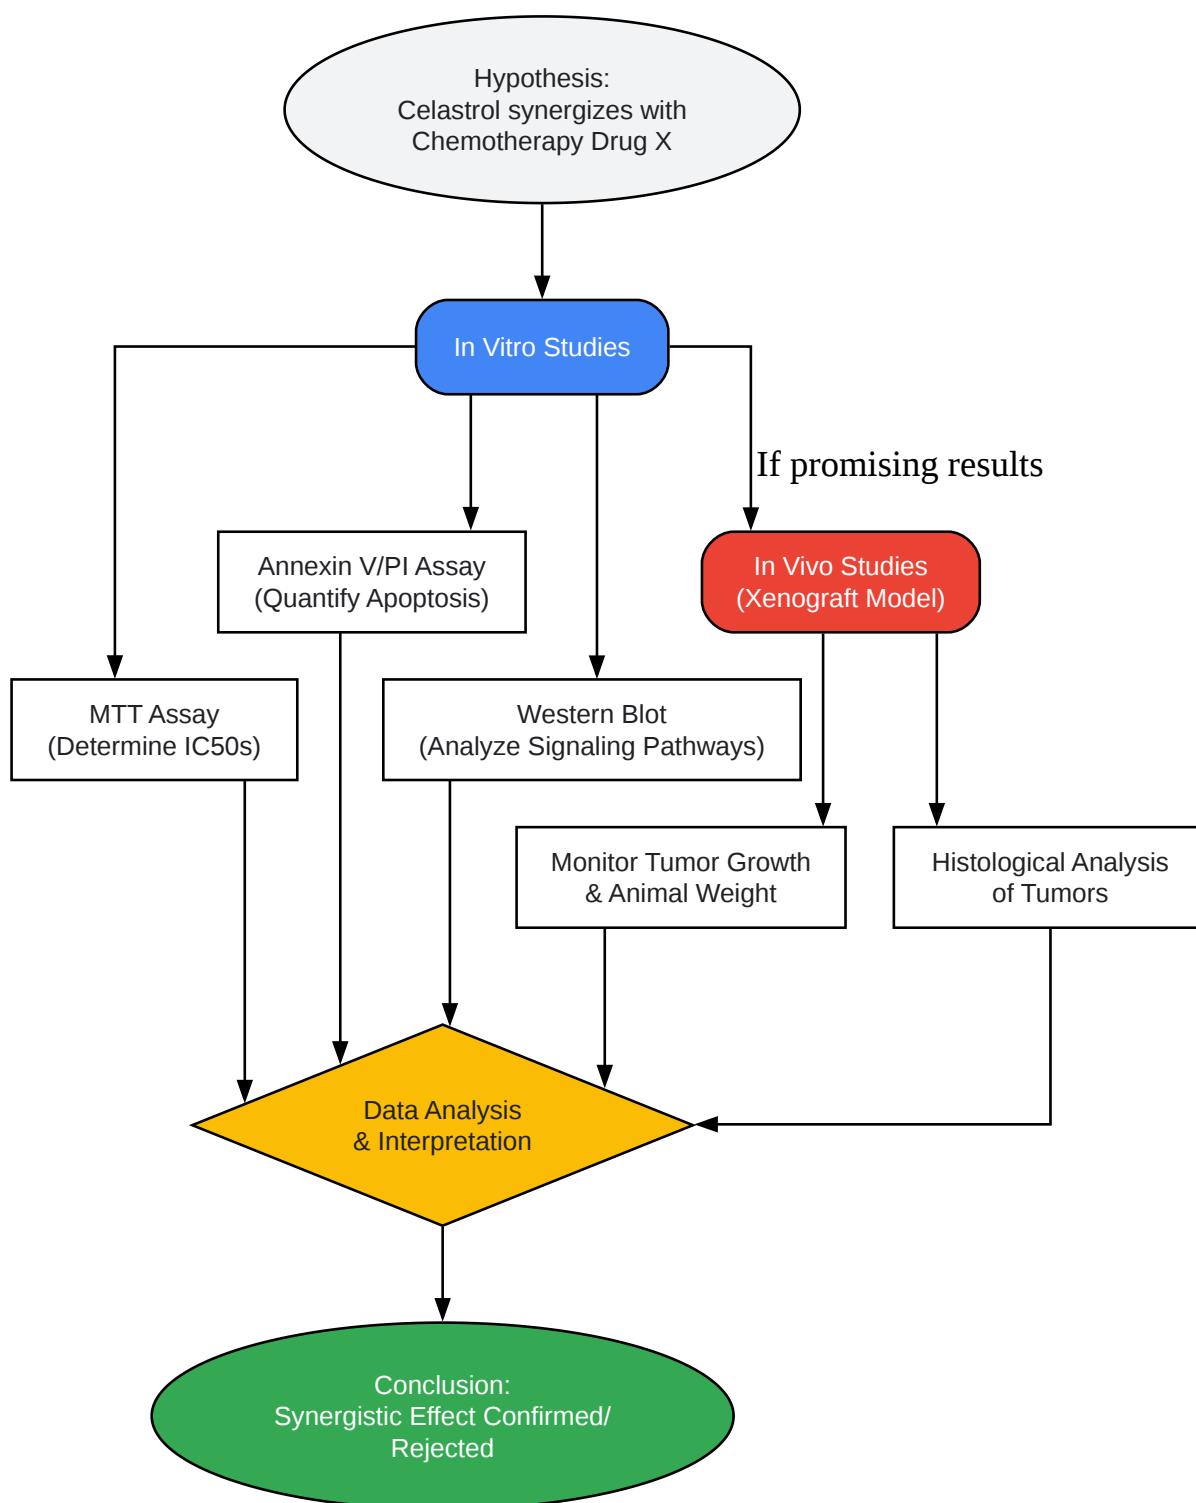 Hypothesis:
Celastrol synergizes with
Chemotherapy Drug X
In Vitro Studies
If promising results
Annexin V/PI Assay
(Quantify Apoptosis)
In Vivo Studies
(Xenograft Model)
MTT Assay
(Determine IC50s)
Western Blot
(Analyze Signaling Pathways)
Monitor Tumor Growth
& Animal Weight
Histological Analysis
of Tumors
Data Analysis
& Interpretation
Conclusion:
Synergistic Effect Confirmed/
Rejected